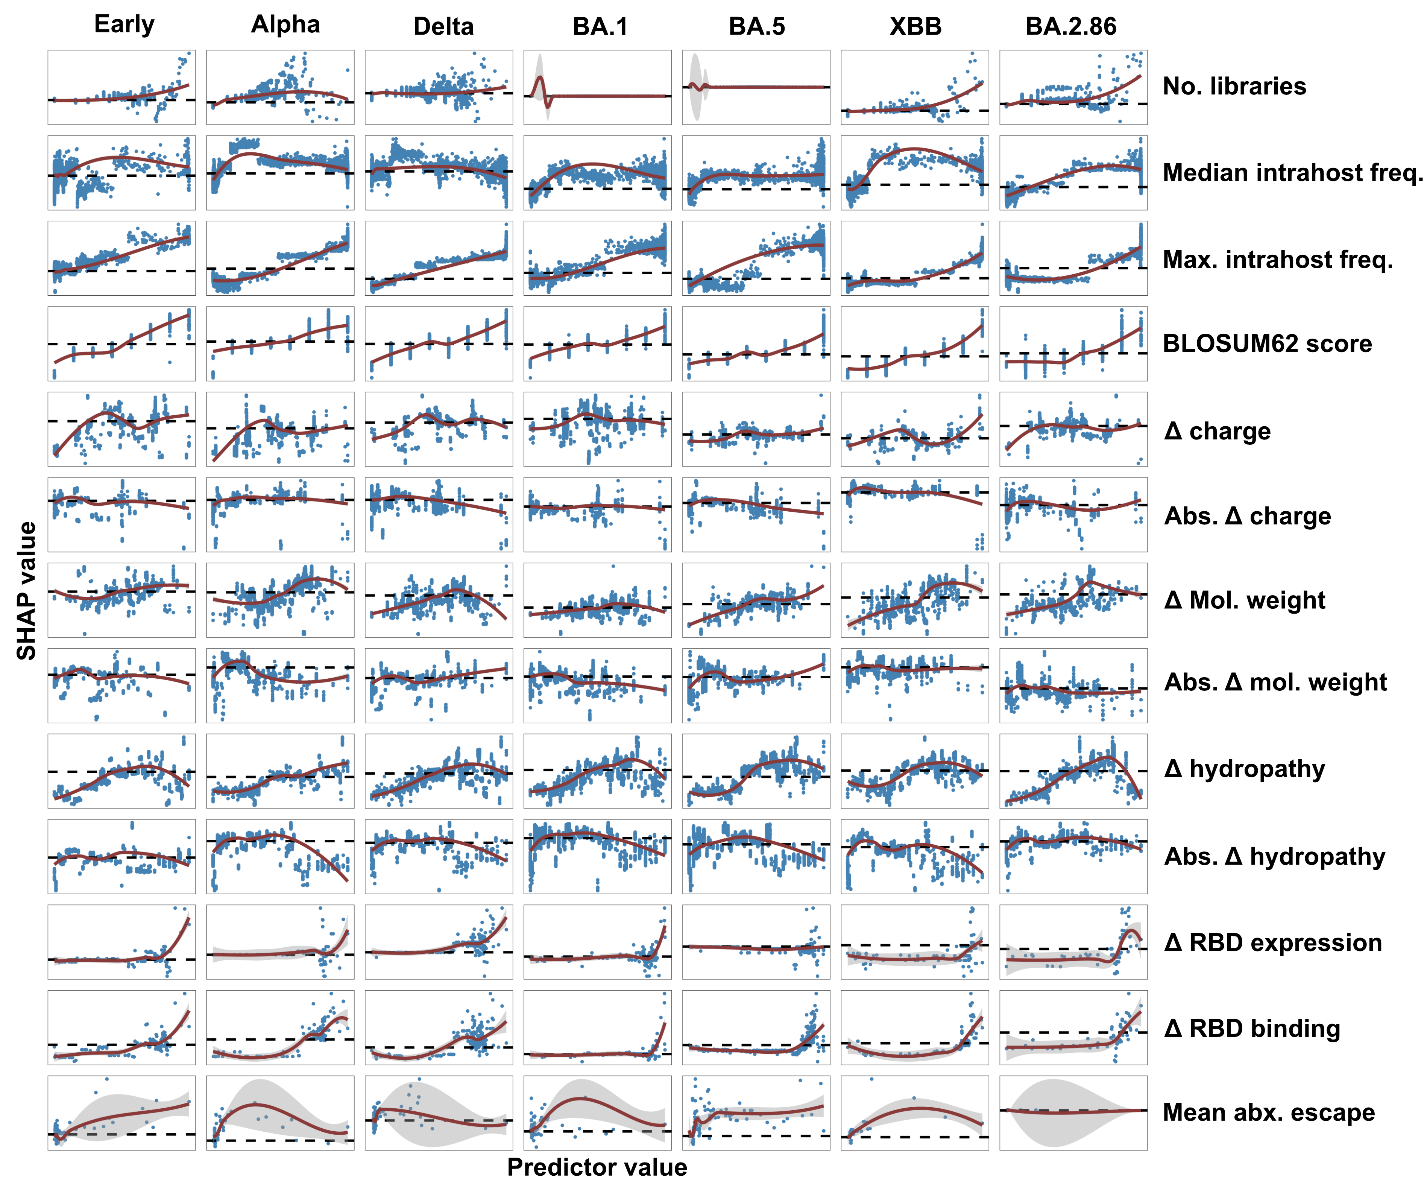 Early
Alpha
Delta
BA.1
BA.5
XBB
BA.2.86
No. libraries
Median intrahost freq.
Max. intrahost freq.
BLOSUM62 score
Δ charge
Abs. Δ charge
Δ Mol. weight
Abs. Δ mol. weight
Δ hydropathy
Abs. Δ hydropathy
Δ RBD expression
Δ RBD binding
Mean abx. escape
SHAP value
Predictor value